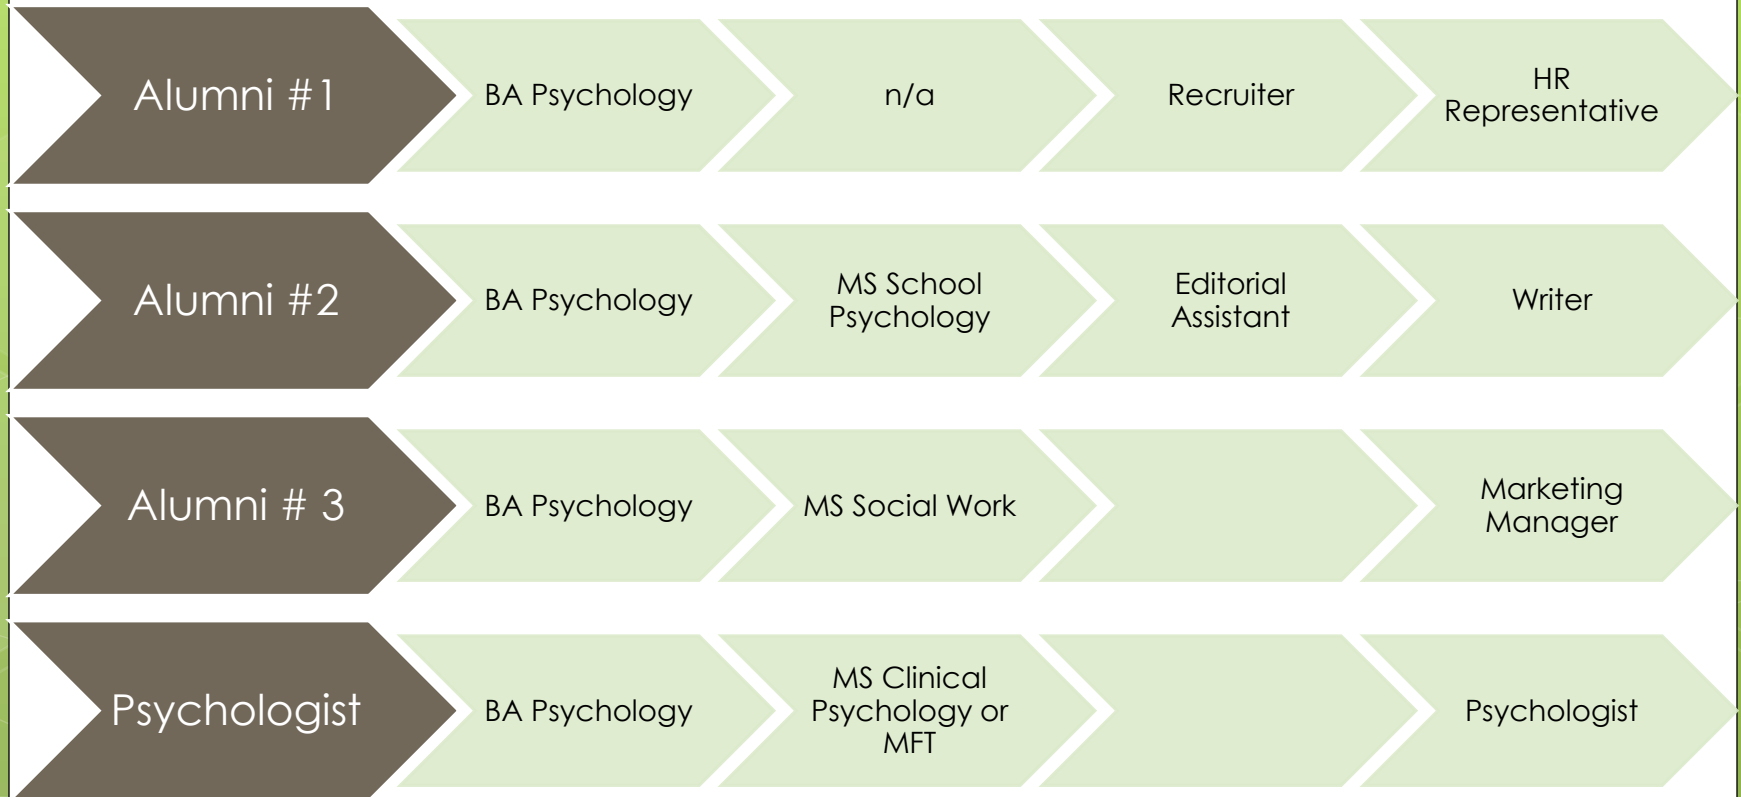 Alumni #1
BA Psychology
n/a
Recruiter
HR
Representative
Alumni #2
BA Psychology
MS School
Psychology
Editorial
Assistant
Writer
Alumni # 3
BA Psychology
MS Social Work
Marketing
Manager
Psychologist
BA Psychology
MS Clinical
Psychology or
MFT
Psychologist